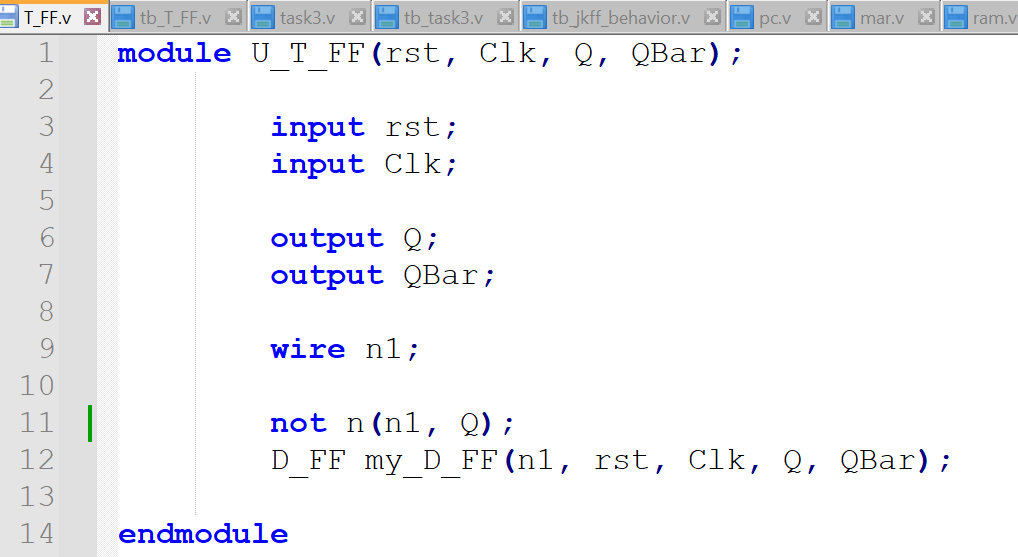 T_FF.v tb_T_FF.v task3.v tb_task3.v tb_jkff_behavior.v pc.v mar.v ram.v
1 module U_T_FF(rst, Clk, Q, QBar);
2
3 input rst;
4 input Clk;
5
6 output Q;
7 output QBar;
8
9 wire n1;
10
11 not n(n1, Q);
12 D_FF my_D_FF(n1, rst, Clk, Q, QBar);
13
14 endmodule